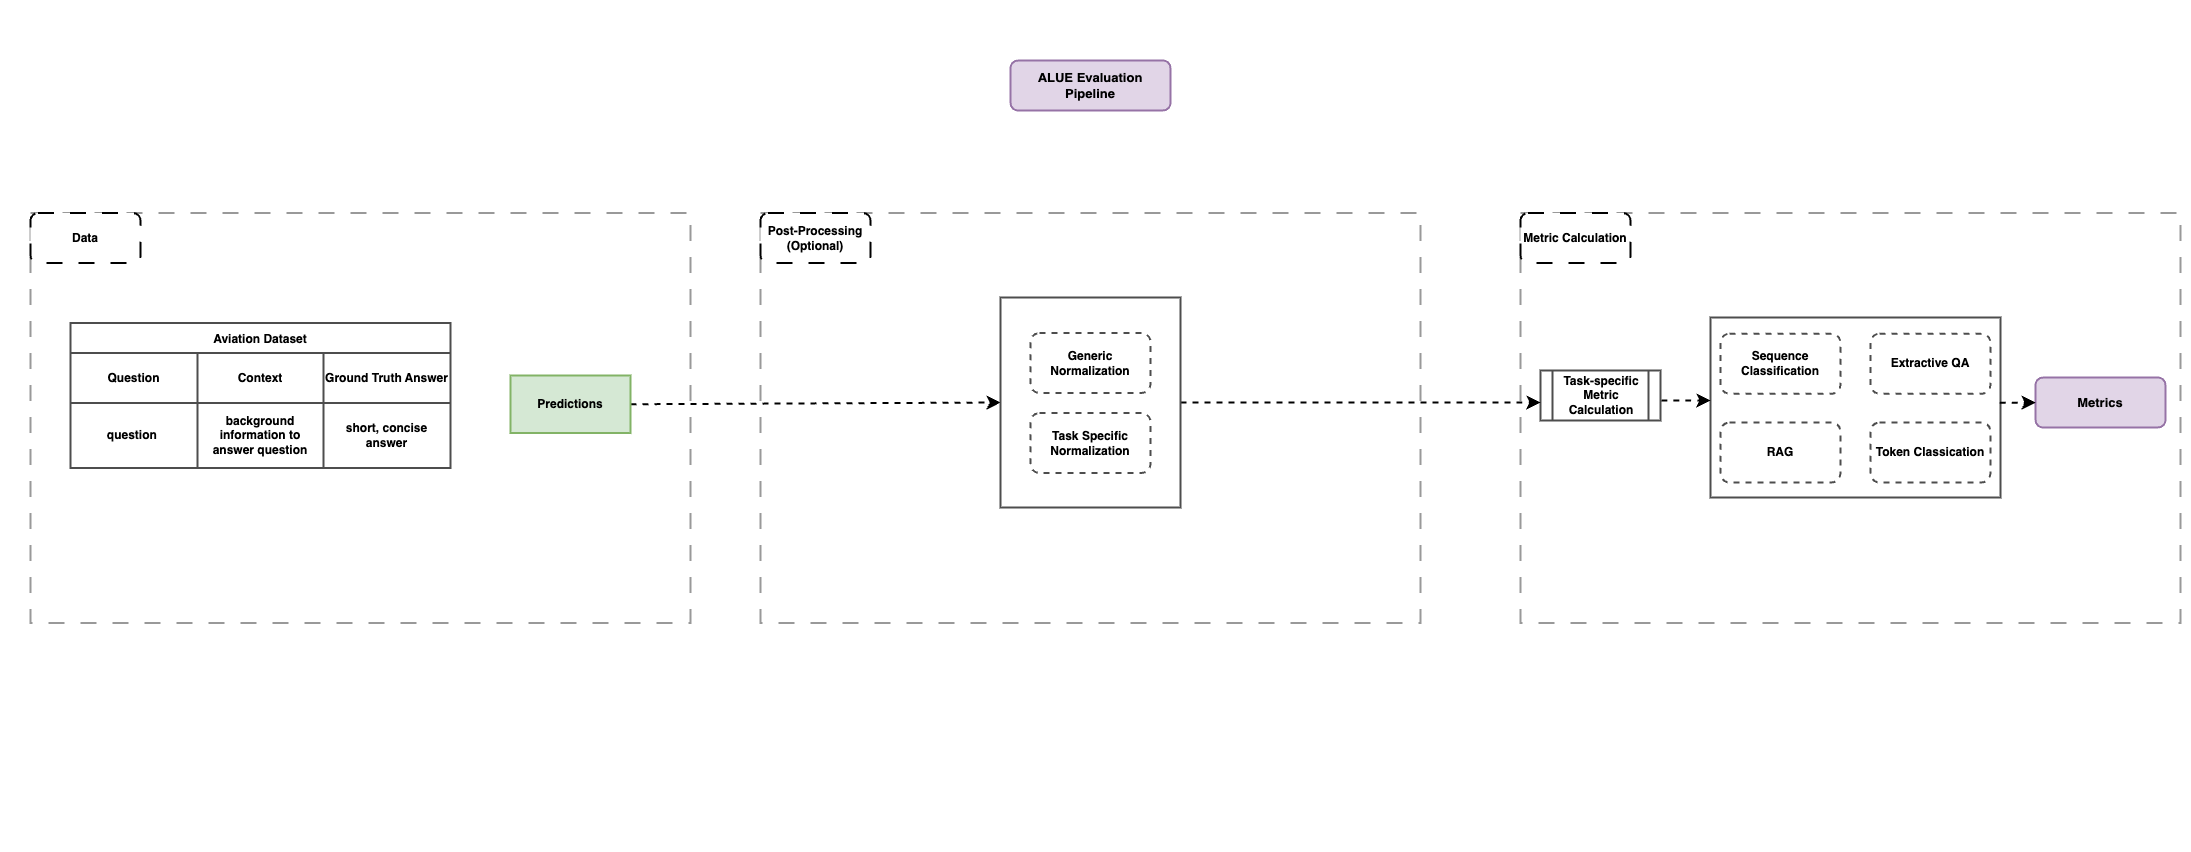 ALUE Evaluation
Pipeline
Data
Aviation Dataset
Question
Context
Ground Truth Answer
question
background
information to
answer question
short, concise
answer
Predictions
Post-Processing
(Optional)
Generic
Normalization
Task Specific
Normalization
Metric Calculation
Task-specific
Metric
Calculation
Sequence
Classification
Extractive QA
RAG
Token Classication
Metrics